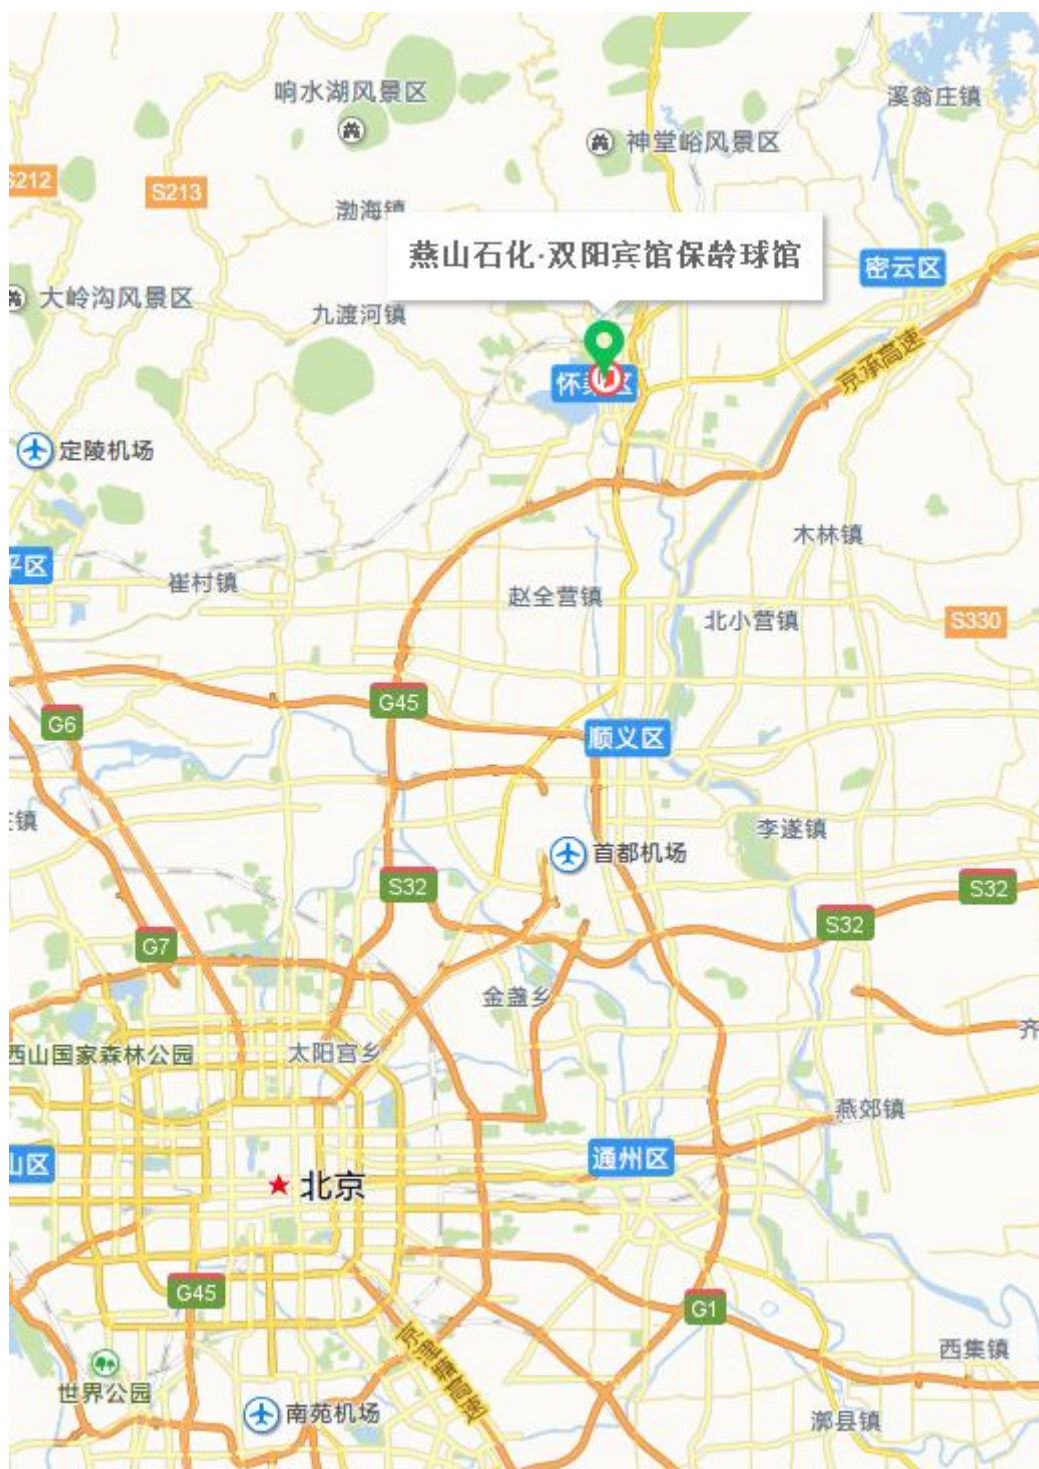 响水湖风景区
溪翁庄镇
神堂峪风景区
S212
S213
渤海镇
燕山石化·双阳宾馆保龄球馆
密云区
大岭沟风景区
九渡河镇
京承高速
怀柔区
定陵机场
木林镇
平区
崔村镇
赵全营镇
北小营镇
S330
G45
G6
顺义区
镇
李遂镇
首都机场
S32
S32
S32
G7
金盏乡
西山国家森林公园
太阳宫乡
齐
燕郊镇
山区
通州区
北京
G45
G1
京津塘高速
西集镇
世界公园
南苑机场
漷县镇